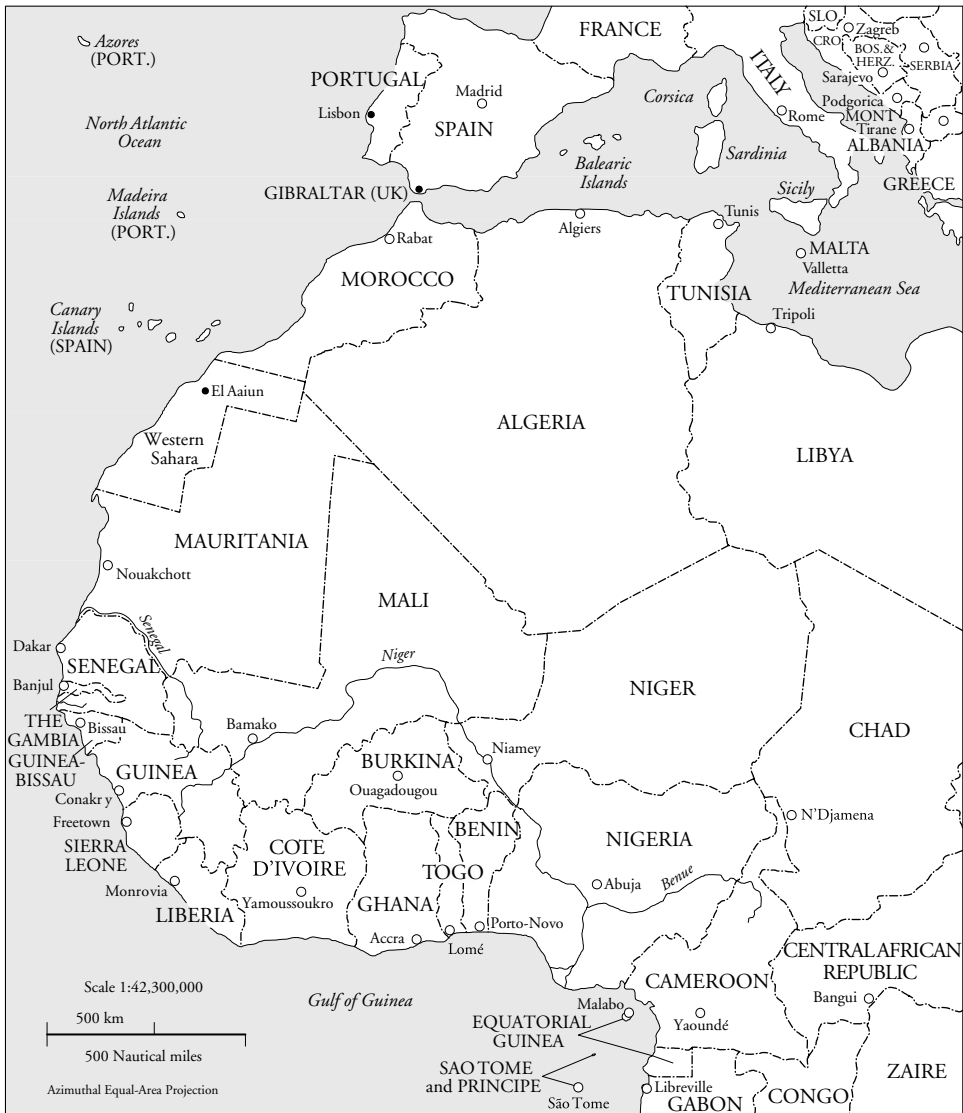 Azores
(PORT.)
FRANCE
SLO
Zagreb
CRO
BOS.&
HERZ.
SERBIA
Sarajevo
PORTUGAL
Madrid
ITALY
Corsica
Podgorica
Lisbon
Rome
MONT
North Atlantic
Ocean
SPAIN
Tirane
ALBANIA
Balearic
Islands
Sardinia
GREECE
GIBRALTAR (UK)
Sicily
Madeira
Islands
(PORT.)
Rabat
Algiers
Tunis
MALTA
Valletta
MOROCCO
TUNISIA
Mediterranean Sea
Canary
Islands
(SPAIN)
Tripoli
El Aaiun
ALGERIA
Western
Sahara
LIBYA
MAURITANIA
Nouakchott
MALI
Senegal
Dakar
SENEGAL
Niger
Banjul
NIGER
THE
GAMBIA
Bissau
Bamako
CHAD
GUINEA-
BISSAU
GUINEA
BURKINA
Niamey
Ouagadougou
Conakry
N'Djamena
Freetown
BENIN
NIGERIA
SIERRA
LEONE
COTE
D'IVOIRE
TOGO
Monrovia
Yamoussoukro
Abuja
Benue
LIBERIA
GHANA
Porto-Novo
Accra
Lomé
CENTRAL AFRICAN
REPUBLIC
CAMEROON
Scale 1:42,300,000
Gulf of Guinea
Malabo
Bangui
500 km
EQUATORIAL
GUINEA
Yaoundé
500 Nautical miles
SAO TOME
and PRINCIPE
ZAIRE
Azimuthal Equal-Area Projection
São Tome
Libreville
GABON
CONGO